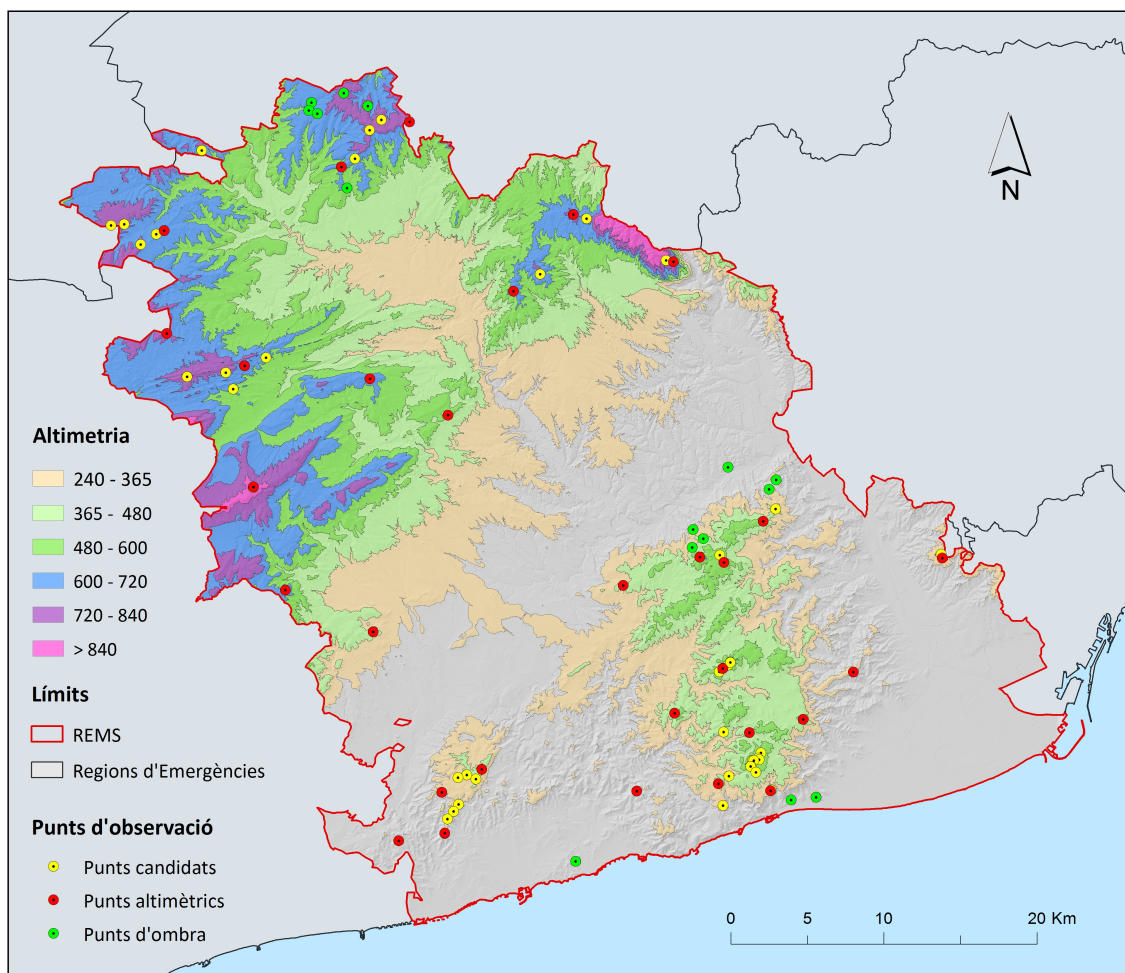 N
Altimetria
240 - 365
365 - 480
480 - 600
600 - 720
720 - 840
> 840
Límits
REMS
Regions d'Emergències
Punts d'observació
Punts candidats
Punts altimètrics
Punts d'ombra
0 5 10 20 Km